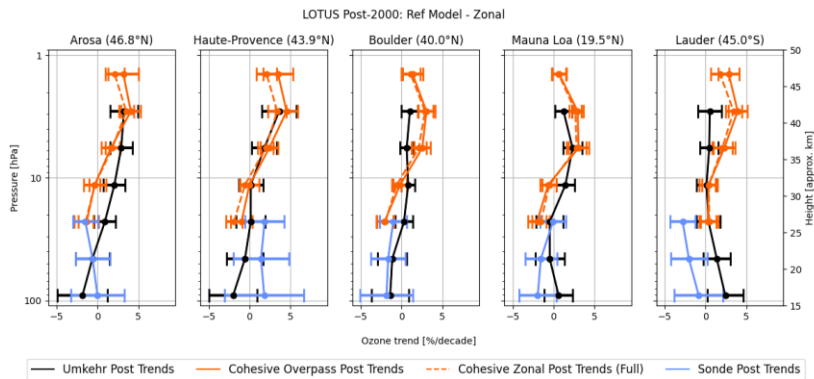 LOTUS Post-2000: Ref Model - Zonal
Arosa (46.8°N)
Haute-Provence (43.9°N)
Boulder (40.0°N)
Mauna Loa (19.5°N)
Lauder (45.0°S)
Pressure [hPa]
1
10
100
Height [approx. km]
50
45
40
35
30
25
20
15
−5 0 5
−5 0 5
−5 0 5
−5 0 5
−5 0 5
Ozone trend [%/decade]
Umkehr Post Trends
Cohesive Overpass Post Trends
Cohesive Zonal Post Trends (Full)
Sonde Post Trends